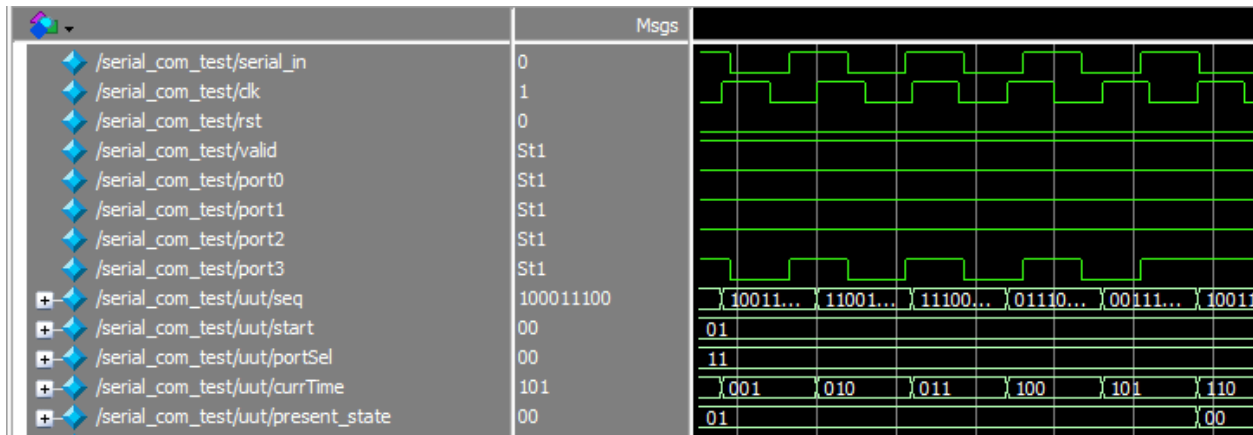 Msgs
/serial_com_test/serial_in 0
/serial_com_test/clk 1
/serial_com_test/rst 0
/serial_com_test/valid St1
/serial_com_test/port0 St1
/serial_com_test/port1 St1
/serial_com_test/port2 St1
/serial_com_test/port3 St1
/serial_com_test/uut/seq 100011100 10011... 11001... 11100... 01110... 00111... 10011
/serial_com_test/uut/start 00 01
/serial_com_test/uut/portSel 00 11
/serial_com_test/uut/currTime 101 001 010 011 100 101 110
/serial_com_test/uut/present_state 00 01 00